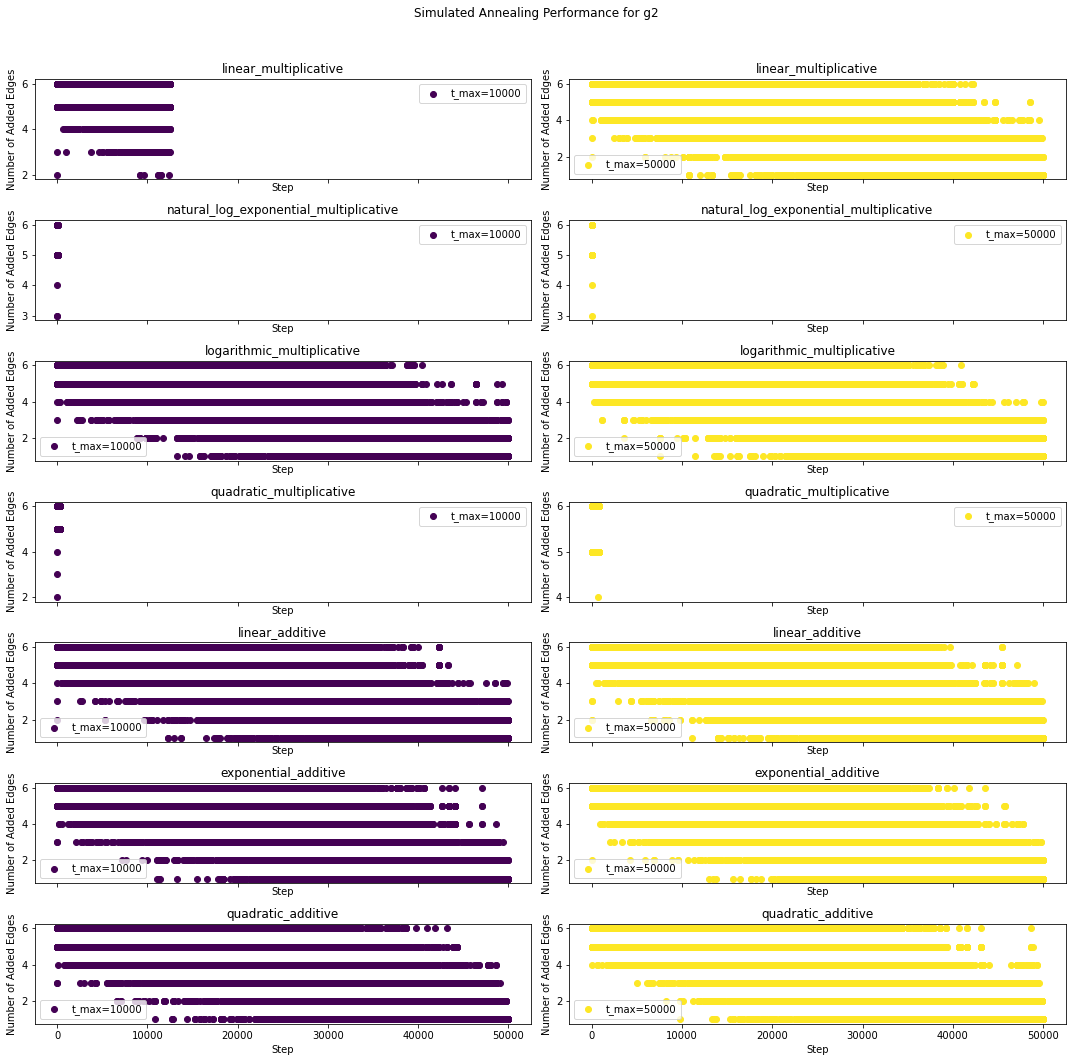 Simulated Annealing Performance for g2
linear_multiplicative
linear_multiplicative
Number of Added Edges
6
4
2
t_max=10000
Step
Number of Added Edges
6
4
2
t_max=50000
Step
natural_log_exponential_multiplicative
natural_log_exponential_multiplicative
Number of Added Edges
6
5
4
3
t_max=10000
Step
Number of Added Edges
6
5
4
3
t_max=50000
Step
logarithmic_multiplicative
logarithmic_multiplicative
Number of Added Edges
6
4
2
t_max=10000
Step
Number of Added Edges
6
4
2
t_max=50000
Step
quadratic_multiplicative
quadratic_multiplicative
Number of Added Edges
6
4
2
t_max=10000
Step
Number of Added Edges
6
5
4
t_max=50000
Step
linear_additive
linear_additive
Number of Added Edges
6
4
2
t_max=10000
Step
Number of Added Edges
6
4
2
t_max=50000
Step
exponential_additive
exponential_additive
Number of Added Edges
6
4
2
t_max=10000
Step
Number of Added Edges
6
4
2
t_max=50000
Step
quadratic_additive
quadratic_additive
Number of Added Edges
6
4
2
t_max=10000
0 10000 20000 30000 40000 50000
Step
Number of Added Edges
6
4
2
t_max=50000
0 10000 20000 30000 40000 50000
Step